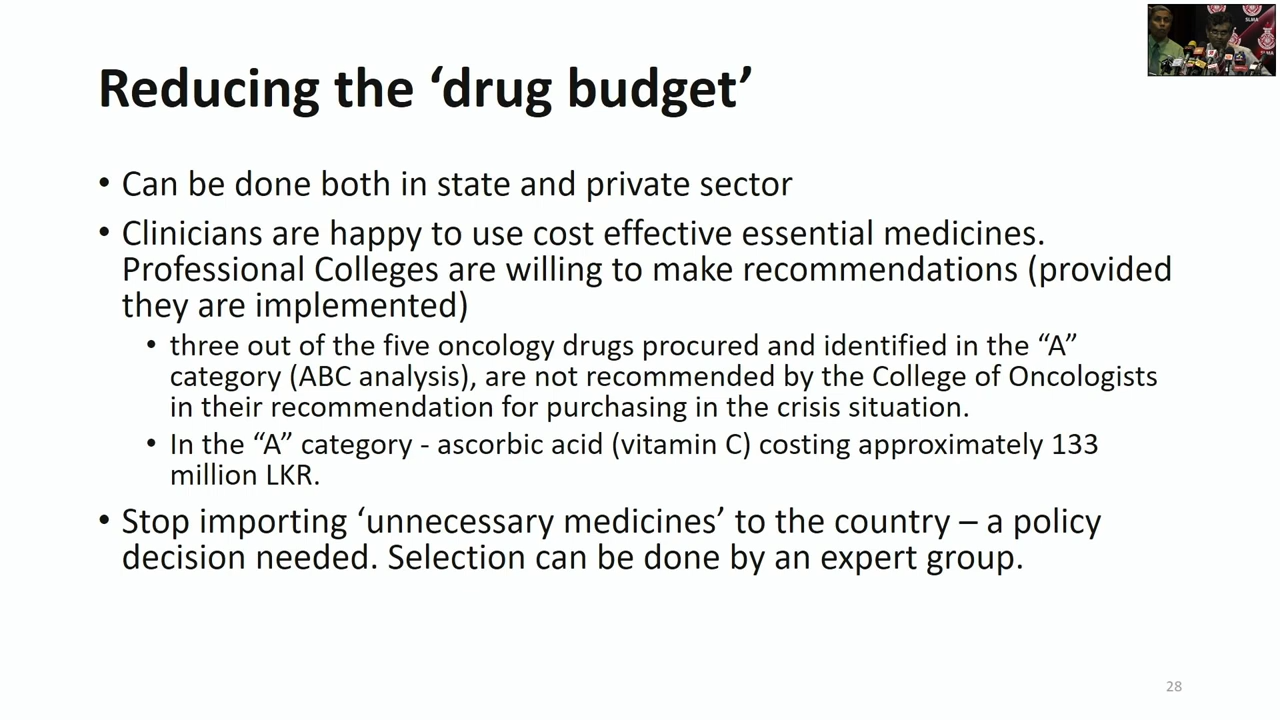 Reducing the ‘drug budget’
• Can be done both in state and private sector
• Clinicians are happy to use cost effective essential medicines.
Professional Colleges are willing to make recommendations (provided
they are implemented)
• three out of the five oncology drugs procured and identified in the “A”
category (ABC analysis), are not recommended by the College of Oncologists
in their recommendation for purchasing in the crisis situation.
• In the “A” category - ascorbic acid (vitamin C) costing approximately 133
million LKR.
• Stop importing ‘unnecessary medicines’ to the country – a policy
decision needed. Selection can be done by an expert group.
28
SLMA